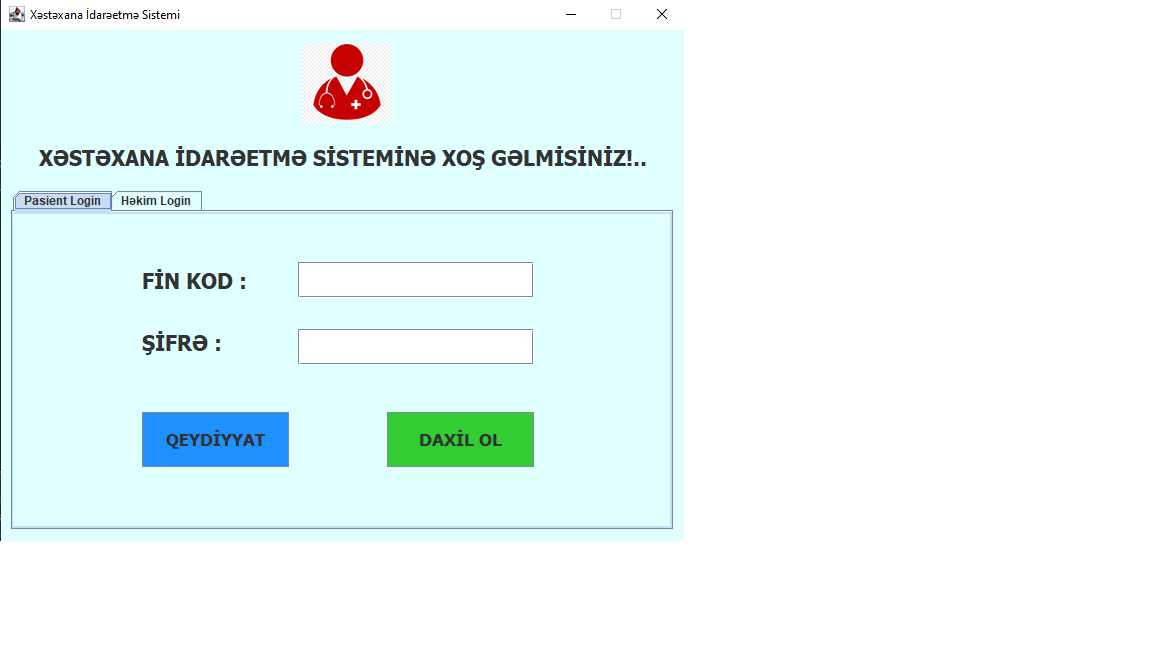 Xəstəxana İdarəetmə Sistemi
XƏSTƏXANA İDARƏETMƏ SİSTEMİNƏ XOŞ GƏLMİSİNİZ!..
Pasient Login Həkim Login
FİN KOD :
ŞİFRƏ :
QEYDİYYAT DAXİL OL